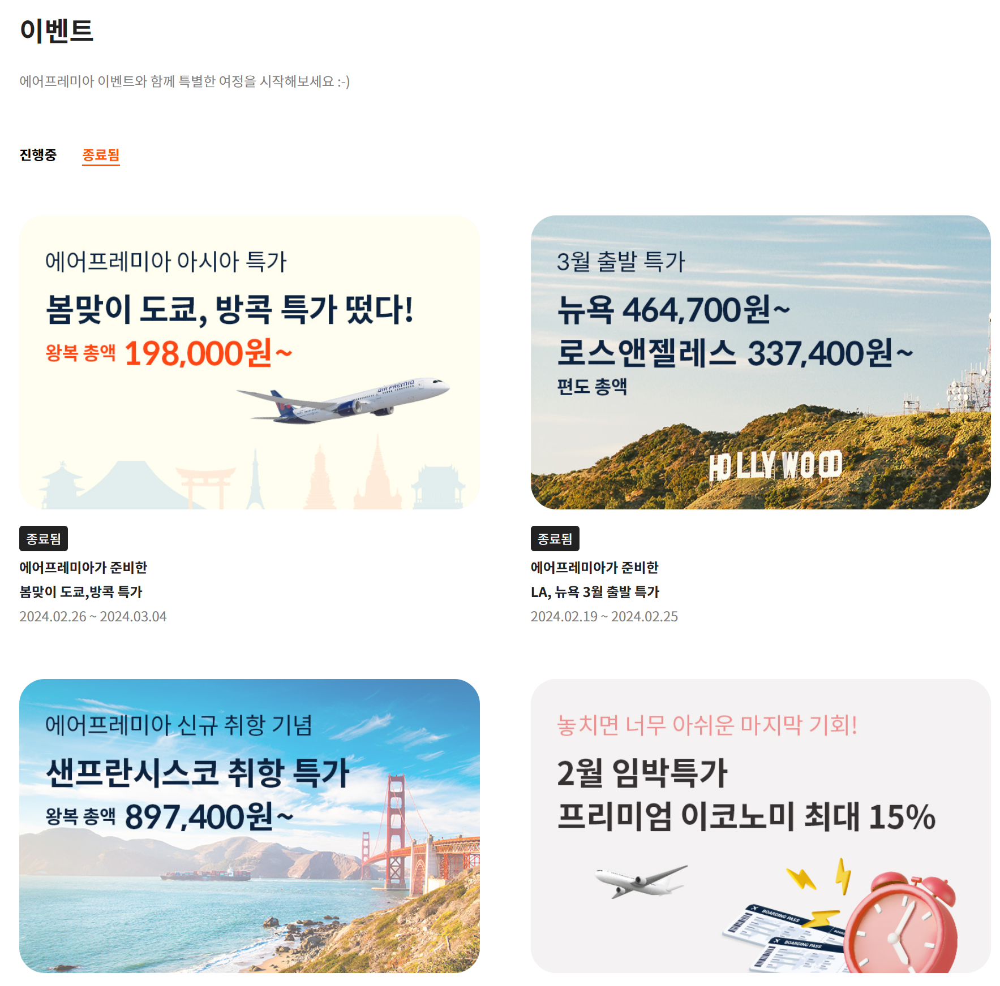 이벤트
에어프레미아 이벤트와 함께 특별한 여정을 시작해보세요 :-)
진행중
종료됨
에어프레미아 아시아 특가
봄맞이 도쿄, 방콕 특가 떴다!
왕복 총액 198,000원~
AIR PREMIA
3월 출발 특가
뉴욕 464,700원~
로스앤젤레스 337,400원~
편도 총액
HOLLYWOOD
종료됨
에어프레미아가 준비한
봄맞이 도쿄,방콕 특가
2024.02.26 ~ 2024.03.04
종료됨
에어프레미아가 준비한
LA, 뉴욕 3월 출발 특가
2024.02.19 ~ 2024.02.25
에어프레미아 신규 취항 기념
샌프란시스코 취항 특가
왕복 총액 897,400원~
놓치면 너무 아쉬운 마지막 기회!
2월 임박특가
프리미엄 이코노미 최대 15%
BOARDING PASS
BOARDING PASS